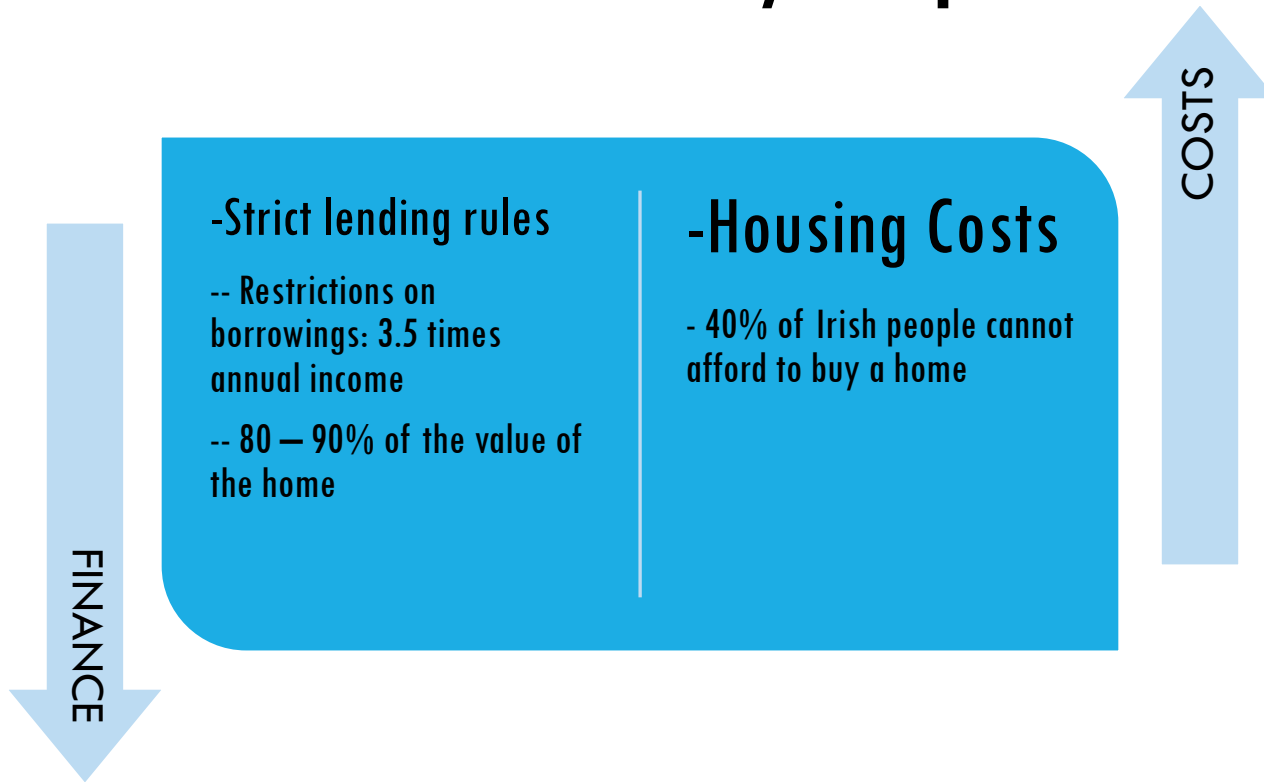 FINANCE
-Strict lending rules
-- Restrictions on
borrowings: 3.5 times
annual income
-- 80 – 90% of the value of
the home
-Housing Costs
- 40% of Irish people cannot
afford to buy a home
COSTS